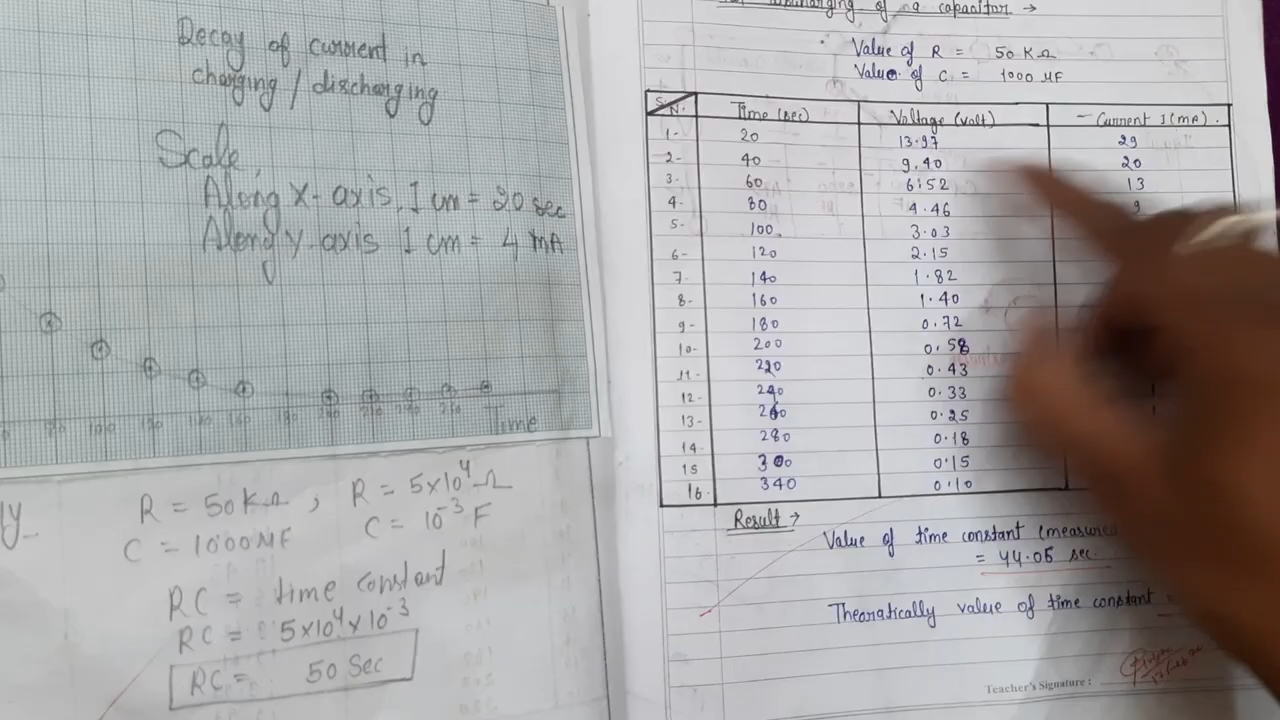 Decay of current in
charging / discharging
Scale,
Along x-axis, 1 cm = 20 sec
Along y-axis 1 cm = 4 mA
Time
R = 50 KΩ , R = 5×10⁴ Ω
C = 1000 MF C = 10⁻³ F
RC = time constant
RC = 5×10⁴×10⁻³
RC = 50 Sec
of a capacitor →
Value of R = 50 KΩ
Value of C = 1000 MF
S.N. Time (sec) Voltage (volt) - Current I (mA).
1- 20 13.97 29
2- 40 9.40 20
3- 60 6.52 13
4- 80 4.46 9
5- 100 3.03
6- 120 2.15
7- 140 1.82
8- 160 1.40
9- 180 0.72
10- 200 0.58
11- 220 0.43
12- 240 0.33
13- 260 0.25
14- 280 0.18
15 300 0.15
16. 340 0.10
Result →
Value of time constant (measured
= 44.05 sec.
Theoratically value of time constant =
Teacher's Signature :